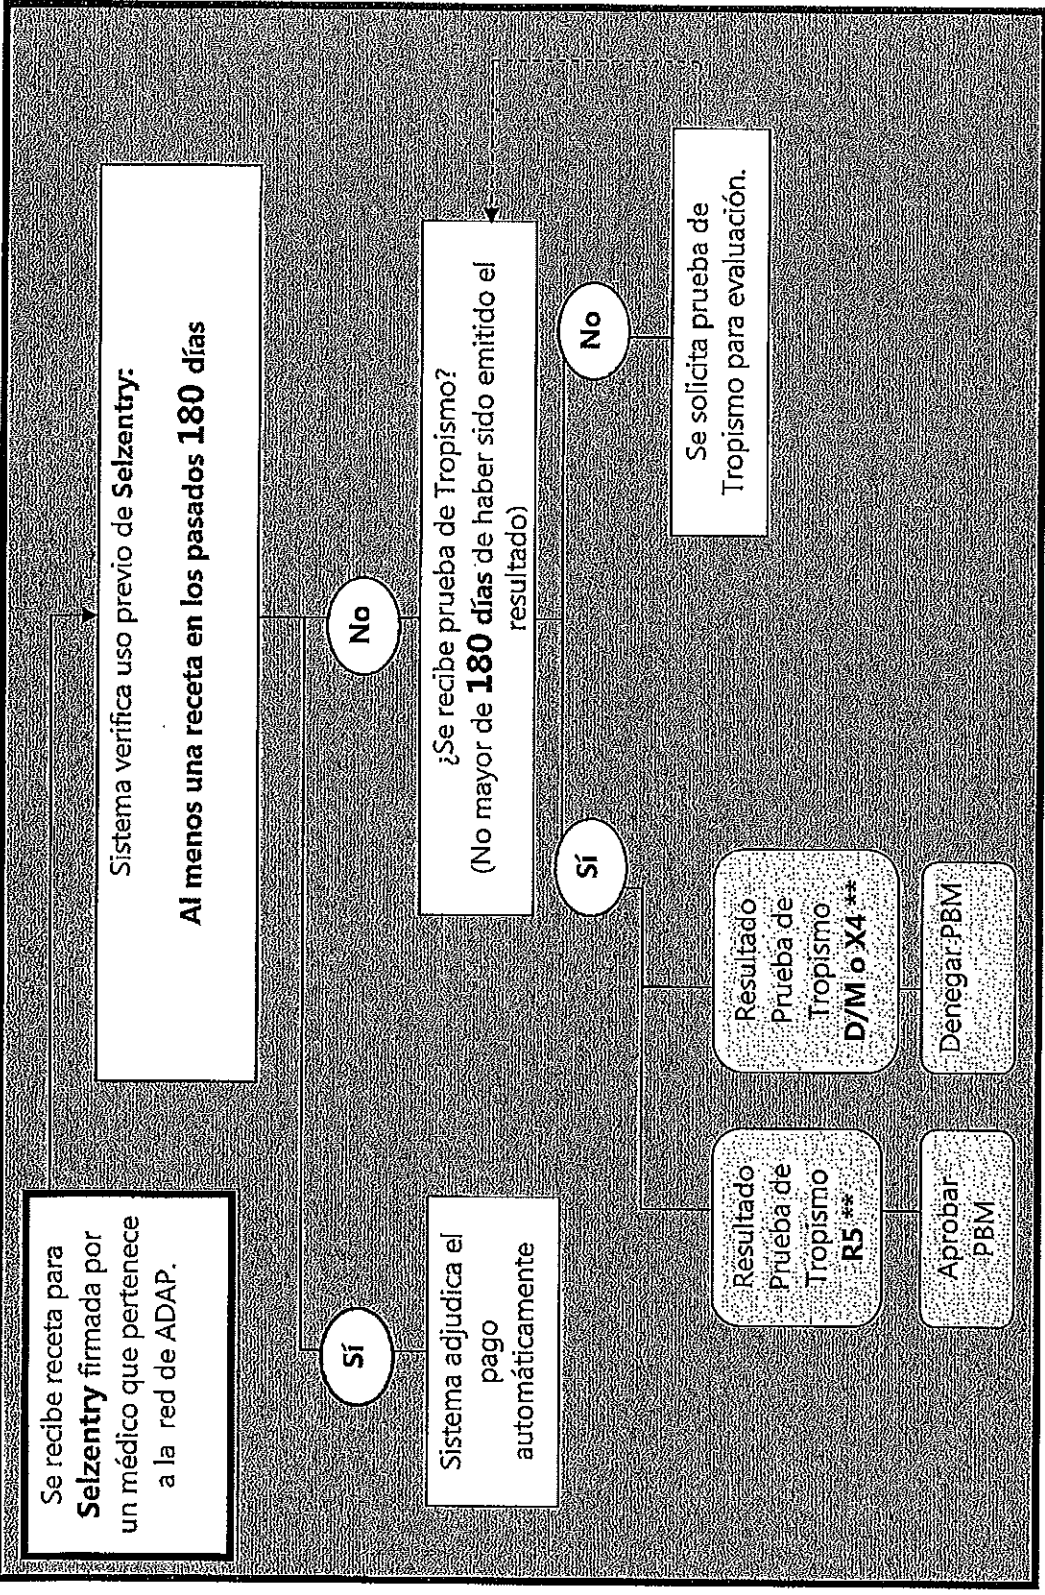 Se recibe receta para
Selzentry firmada por
un médico que pertenece
a la red de ADAP.
Sistema verifica uso previo de Selzentry:
Al menos una receta en los pasados 180 días
Sí
No
Sistema adjudica el
pago
automáticamente
¿Se recibe prueba de Tropismo?
(No mayor de 180 días de haber sido emitido el
resultado)
Sí
No
Resultado
Prueba de
Tropismo
R5 **
Resultado
Prueba de
Tropismo
D/M o X4 **
Se solicita prueba de
Tropismo para evaluación.
Aprobar
PBM
Denegar PBM